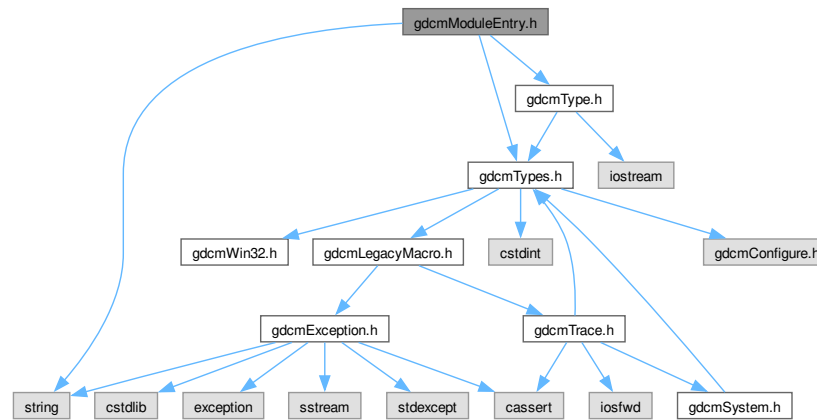 gdcmModuleEntry.h
gdcmType.h
gdcmTypes.h
iostream
gdcmWin32.h
gdcmLegacyMacro.h
cstdint
gdcmConfigure.h
gdcmException.h
gdcmTrace.h
string
cstdlib
exception
sstream
stdexcept
cassert
iosfwd
gdcmSystem.h